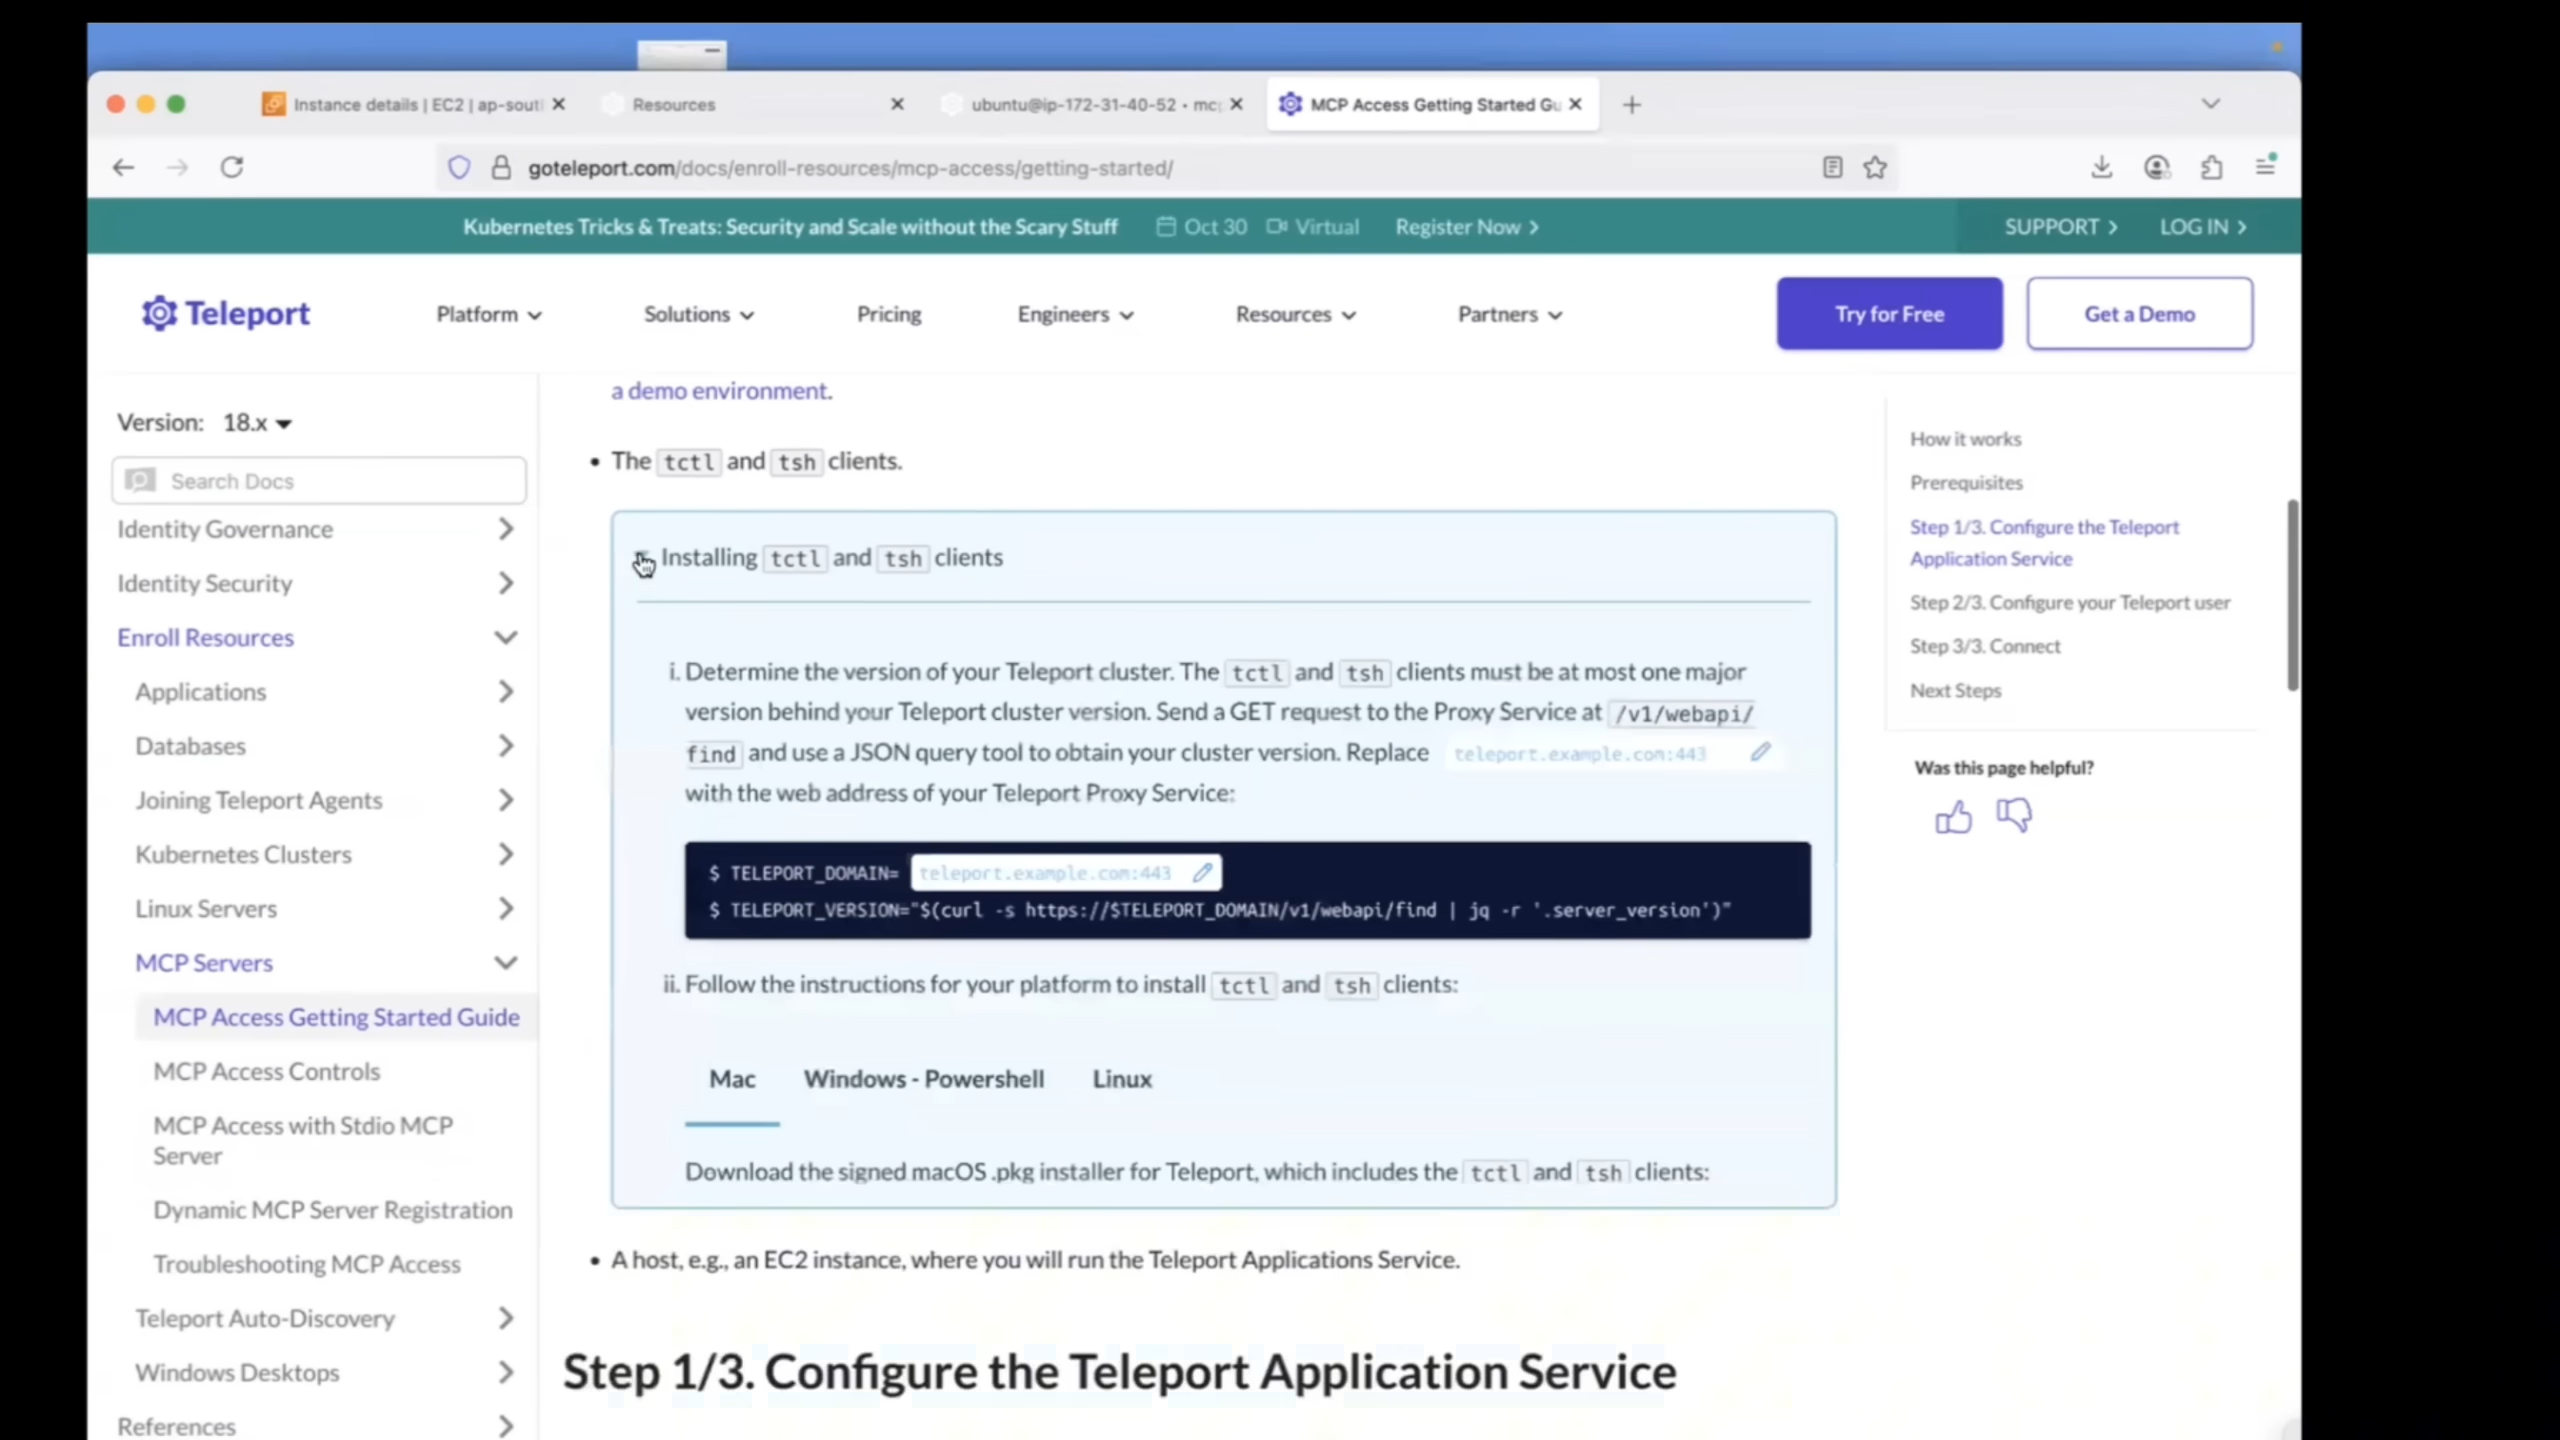 Instance details | EC2 | ap-sout
Resources
ubuntu@ip-172-31-40-52 • mc
MCP Access Getting Started Gu
goteleport.com/docs/enroll-resources/mcp-access/getting-started/
Kubernetes Tricks & Treats: Security and Scale without the Scary Stuff Oct 30 Virtual Register Now >
SUPPORT > LOG IN >
Teleport
Platform
Solutions
Pricing
Engineers
Resources
Partners
Try for Free
Get a Demo
Version: 18.x
Search Docs
Identity Governance
Identity Security
Enroll Resources
Applications
Databases
Joining Teleport Agents
Kubernetes Clusters
Linux Servers
MCP Servers
MCP Access Getting Started Guide
MCP Access Controls
MCP Access with Stdio MCP
Server
Dynamic MCP Server Registration
Troubleshooting MCP Access
Teleport Auto-Discovery
Windows Desktops
References
a demo environment.
• The tctl and tsh clients.
Installing tctl and tsh clients
i. Determine the version of your Teleport cluster. The tctl and tsh clients must be at most one major
version behind your Teleport cluster version. Send a GET request to the Proxy Service at /v1/webapi/
find and use a JSON query tool to obtain your cluster version. Replace teleport.example.com:443
with the web address of your Teleport Proxy Service:
$ TELEPORT_DOMAIN= teleport.example.com:443
$ TELEPORT_VERSION="$(curl -s https://$TELEPORT_DOMAIN/v1/webapi/find | jq -r '.server_version')"
ii. Follow the instructions for your platform to install tctl and tsh clients:
Mac
Windows - Powershell
Linux
Download the signed macOS .pkg installer for Teleport, which includes the tctl and tsh clients:
• A host, e.g., an EC2 instance, where you will run the Teleport Applications Service.
Step 1/3. Configure the Teleport Application Service
How it works
Prerequisites
Step 1/3. Configure the Teleport
Application Service
Step 2/3. Configure your Teleport user
Step 3/3. Connect
Next Steps
Was this page helpful?